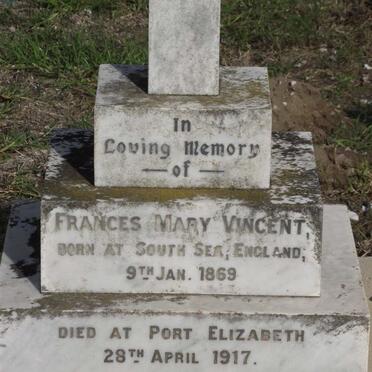 In
Loving Memory
— of —
FRANCES MARY VINCENT,
BORN AT SOUTH SEA, ENGLAND,
9TH JAN. 1869
DIED AT PORT ELIZABETH
28TH APRIL 1917.